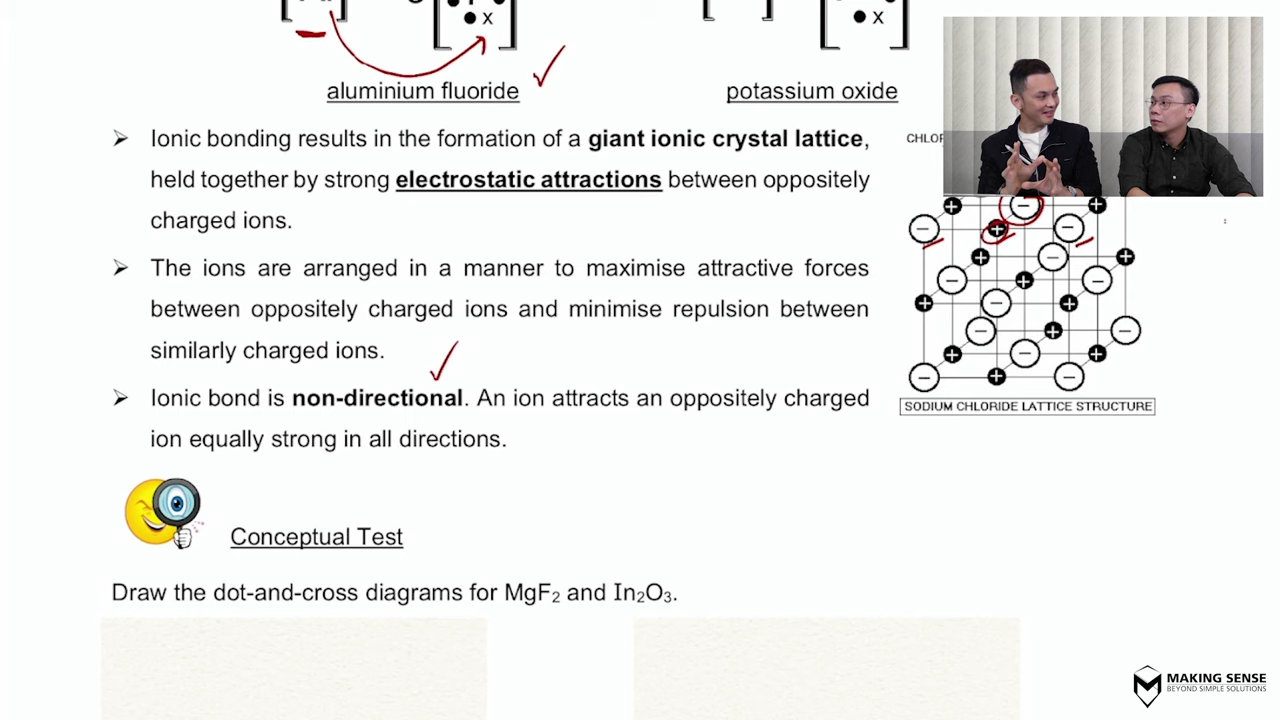 aluminium fluoride
potassium oxide
➢ Ionic bonding results in the formation of a giant ionic crystal lattice,
held together by strong electrostatic attractions between oppositely
charged ions.
➢ The ions are arranged in a manner to maximise attractive forces
between oppositely charged ions and minimise repulsion between
similarly charged ions.
➢ Ionic bond is non-directional. An ion attracts an oppositely charged
ion equally strong in all directions.
SODIUM CHLORIDE LATTICE STRUCTURE
Conceptual Test
Draw the dot-and-cross diagrams for MgF₂ and In₂O₃.
MAKING SENSE
BEYOND SIMPLE SOLUTIONS